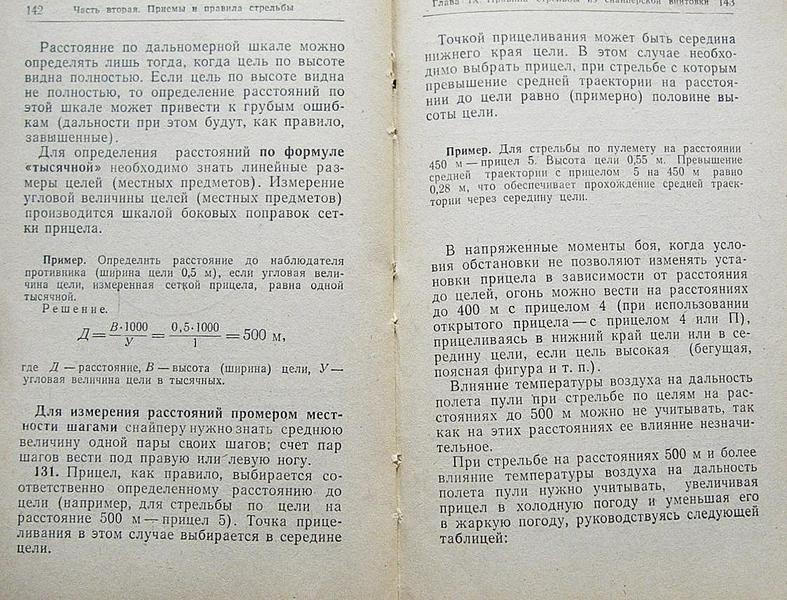 142 Часть вторая. Приемы и правила стрельбы
Расстояние по дальномерной шкале можно
определять лишь тогда, когда цель по высоте
видна полностью. Если цель по высоте видна
не полностью, то определение расстояний по
этой шкале может привести к грубым ошиб-
кам (дальности при этом будут, как правило,
завышенные).
Для определения расстояний по формуле
«тысячной» необходимо знать линейные раз-
меры целей (местных предметов). Измерение
угловой величины целей (местных предметов)
производится шкалой боковых поправок сет-
ки прицела.
Пример. Определить расстояние до наблюдателя
противника (ширина цели 0,5 м), если угловая вели-
чина цели, измеренная сеткой прицела, равна одной
тысячной.
Решение.
Д = В·1000 / У = 0,5·1000 / 1 = 500 м,
где Д — расстояние, В — высота (ширина) цели, У —
угловая величина цели в тысячных.
Для измерения расстояний промером мест-
ности шагами снайперу нужно знать среднюю
величину одной пары своих шагов; счет пар
шагов вести под правую или левую ногу.
131. Прицел, как правило, выбирается со-
ответственно определенному расстоянию до
цели (например, для стрельбы по цели на
расстояние 500 м — прицел 5). Точка прице-
ливания в этом случае выбирается в середине
цели.
Глава IX. Правила стрельбы из снайперской винтовки 143
Точкой прицеливания может быть середина
нижнего края цели. В этом случае необхо-
димо выбрать прицел, при стрельбе с которым
превышение средней траектории на расстоя-
нии до цели равно (примерно) половине вы-
соты цели.
Пример. Для стрельбы по пулемету на расстоянии
450 м — прицел 5. Высота цели 0,55 м. Превышение
средней траектории с прицелом 5 на 450 м равно
0,28 м, что обеспечивает прохождение средней траек-
тории через середину цели.
В напряженные моменты боя, когда усло-
вия обстановки не позволяют изменять уста-
новки прицела в зависимости от расстояния
до целей, огонь можно вести на расстояниях
до 400 м с прицелом 4 (при использовании
открытого прицела — с прицелом 4 или П),
прицеливаясь в нижний край цели или в се-
редину цели, если цель высокая (бегущая,
поясная фигура и т. п.).
Влияние температуры воздуха на дальность
полета пули при стрельбе по целям на рас-
стояниях до 500 м можно не учитывать, так
как на этих расстояниях ее влияние незначи-
тельное.
При стрельбе на расстояниях 500 м и более
влияние температуры воздуха на дальность
полета пули нужно учитывать, увеличивая
прицел в холодную погоду и уменьшая его
в жаркую погоду, руководствуясь следующей
таблицей: